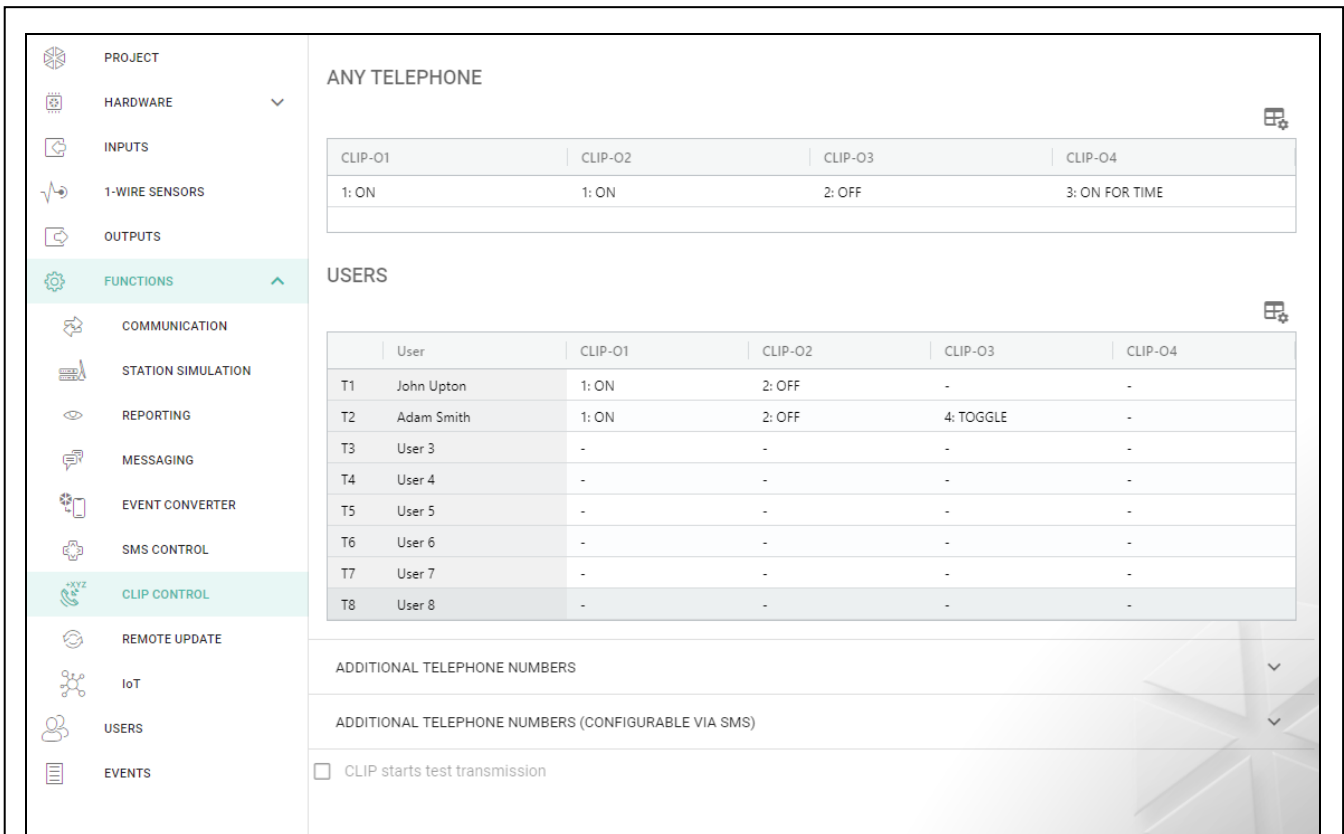 PROJECT
HARDWARE
INPUTS
1-WIRE SENSORS
OUTPUTS
FUNCTIONS
COMMUNICATION
STATION SIMULATION
REPORTING
MESSAGING
EVENT CONVERTER
SMS CONTROL
+XYZ CLIP CONTROL
REMOTE UPDATE
IoT
USERS
EVENTS
ANY TELEPHONE
CLIP-O1 CLIP-O2 CLIP-O3 CLIP-O4
1: ON 1: ON 2: OFF 3: ON FOR TIME
USERS
User CLIP-O1 CLIP-O2 CLIP-O3 CLIP-O4
T1 John Upton 1: ON 2: OFF - -
T2 Adam Smith 1: ON 2: OFF 4: TOGGLE -
T3 User 3 - - - -
T4 User 4 - - - -
T5 User 5 - - - -
T6 User 6 - - - -
T7 User 7 - - - -
T8 User 8 - - - -
ADDITIONAL TELEPHONE NUMBERS
ADDITIONAL TELEPHONE NUMBERS (CONFIGURABLE VIA SMS)
CLIP starts test transmission